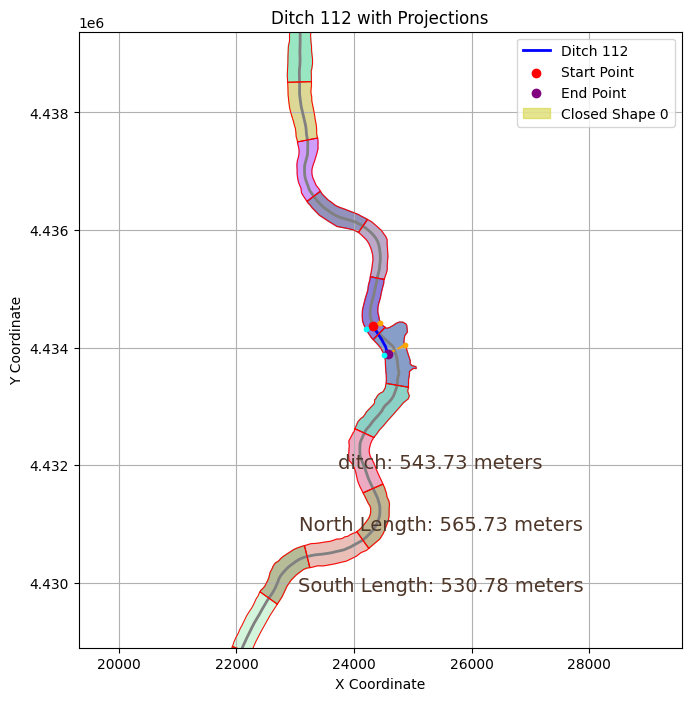 Ditch 112 with Projections
1e6
Ditch 112
Start Point
End Point
Closed Shape 0
4.438
4.436
4.434
4.432
4.430
Y Coordinate
ditch: 543.73 meters
North Length: 565.73 meters
South Length: 530.78 meters
20000 22000 24000 26000 28000
X Coordinate